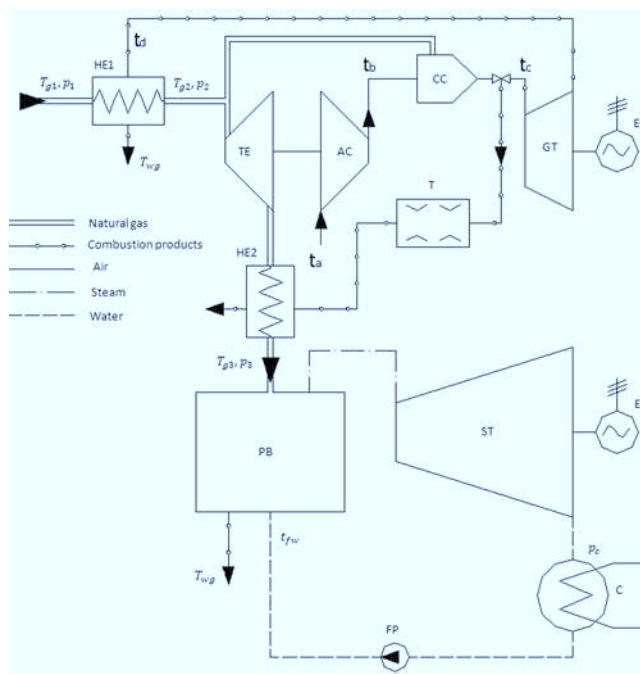 t_d
HE1
T_g1, p_1
T_g2, p_2
T_wg
t_b
CC
t_c
TE
AC
GT
E
T
t_a
Natural gas
Combustion products
Air
Steam
Water
HE2
T_g3, p_3
PB
ST
E
t_fw
T_wg
p_c
C
FP